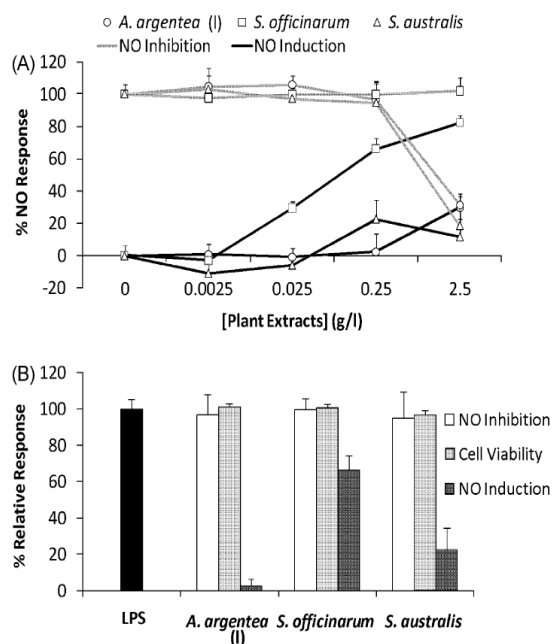 A. argentea (l) S. officinarum S. australis
NO Inhibition NO Induction
(A)
% NO Response
120
100
80
60
40
20
0
-20
0 0.0025 0.025 0.25 2.5
[Plant Extracts] (g/l)
(B)
% Relative Response
120
100
80
60
40
20
0
NO Inhibition
Cell Viability
NO Induction
LPS A. argentea S. officinarum S. australis
(l)